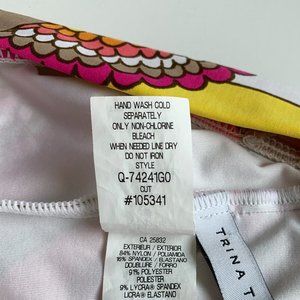 HAND WASH COLD
SEPARATELY
ONLY NON-CHLORINE
BLEACH
WHEN NEEDED LINE DRY
DO NOT IRON
STYLE
Q-74241G0
CUT
#105341
CA 25832
EXTERIEUR / EXTERIOR
84% NYLON / POLIAMIDA
16% SPANDEX / ELASTANO
DOUBLURE / FORRO
91% POLYESTER
POLIESTER
9% SPANDEX LYCRA®
LICRA® ELASTANO
TRINA T